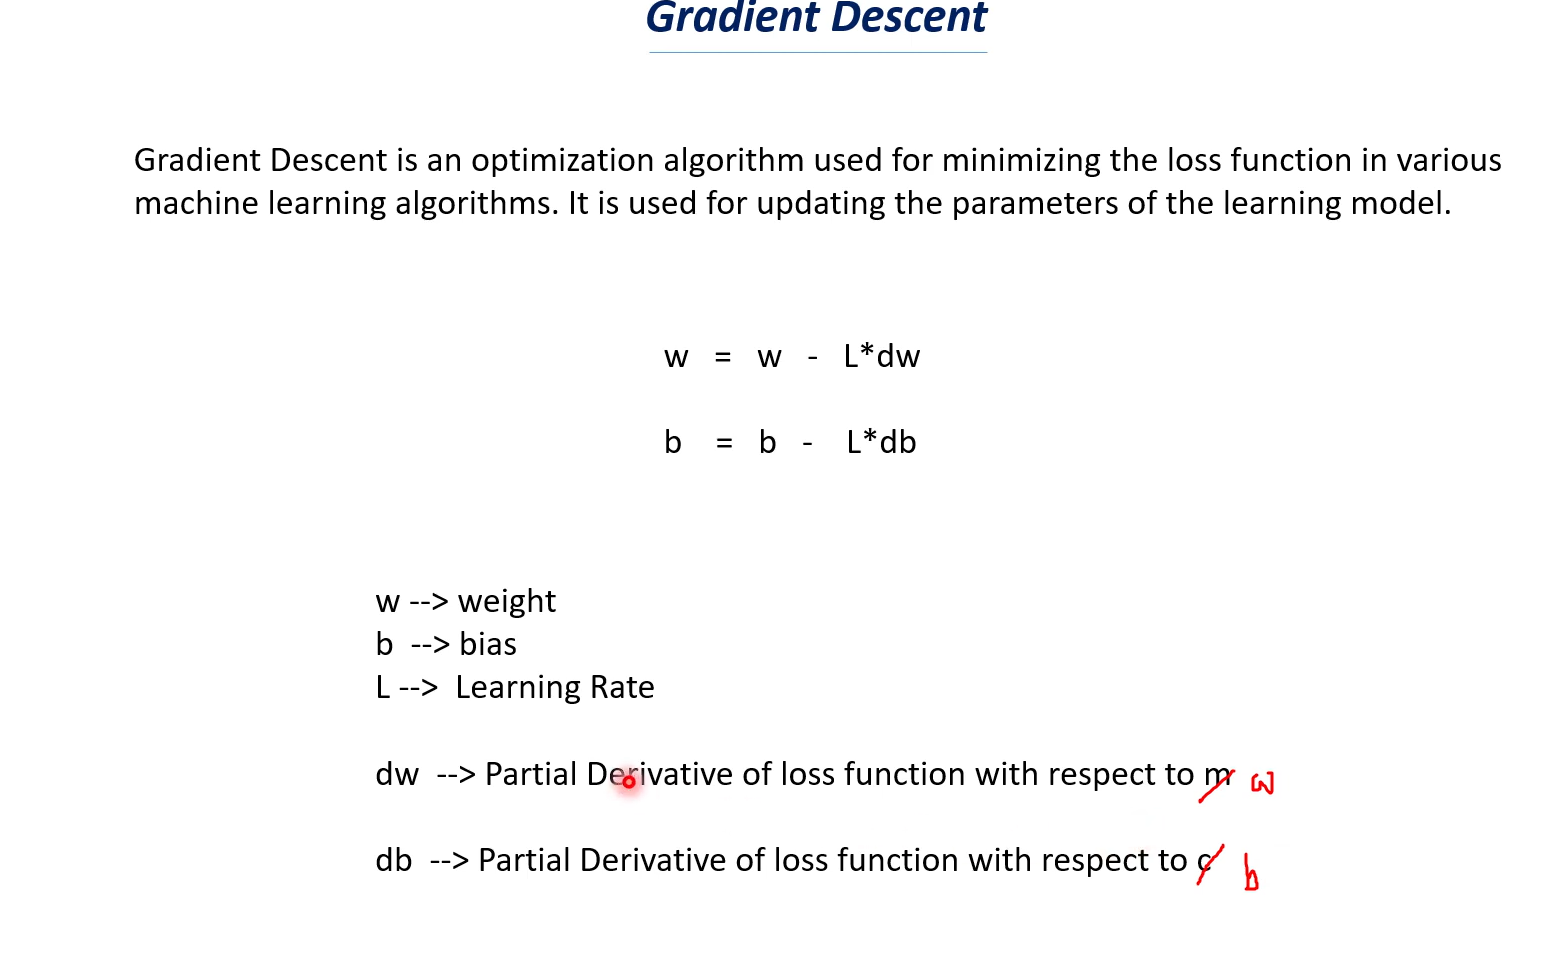 Gradient Descent
Gradient Descent is an optimization algorithm used for minimizing the loss function in various
machine learning algorithms. It is used for updating the parameters of the learning model.
w = w - L*dw
b = b - L*db
w --> weight
b --> bias
L --> Learning Rate
dw --> Partial Derivative of loss function with respect to m w
db --> Partial Derivative of loss function with respect to c b